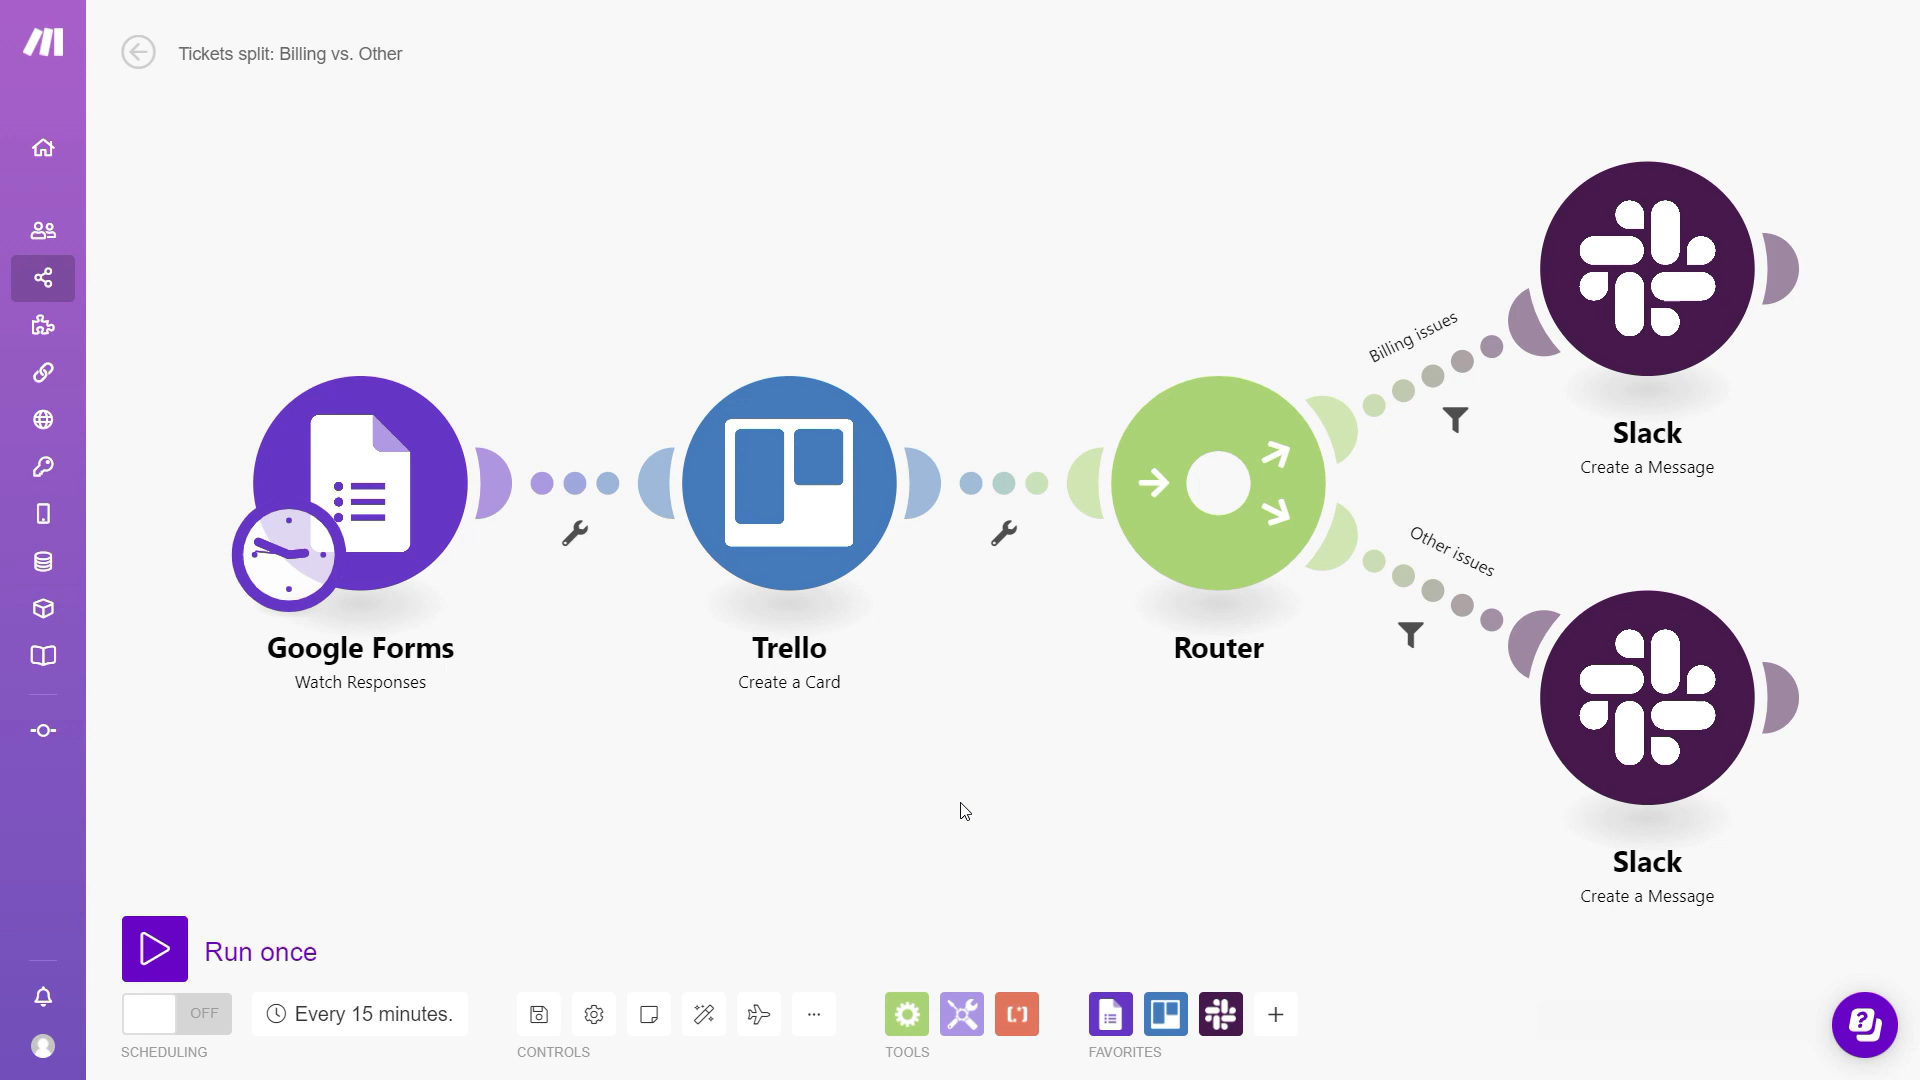 Tickets split: Billing vs. Other
Billing issues
Slack
Create a Message
Other issues
Google Forms
Watch Responses
Trello
Create a Card
Router
Slack
Create a Message
Run once
OFF
Every 15 minutes.
SCHEDULING
CONTROLS
TOOLS
FAVORITES